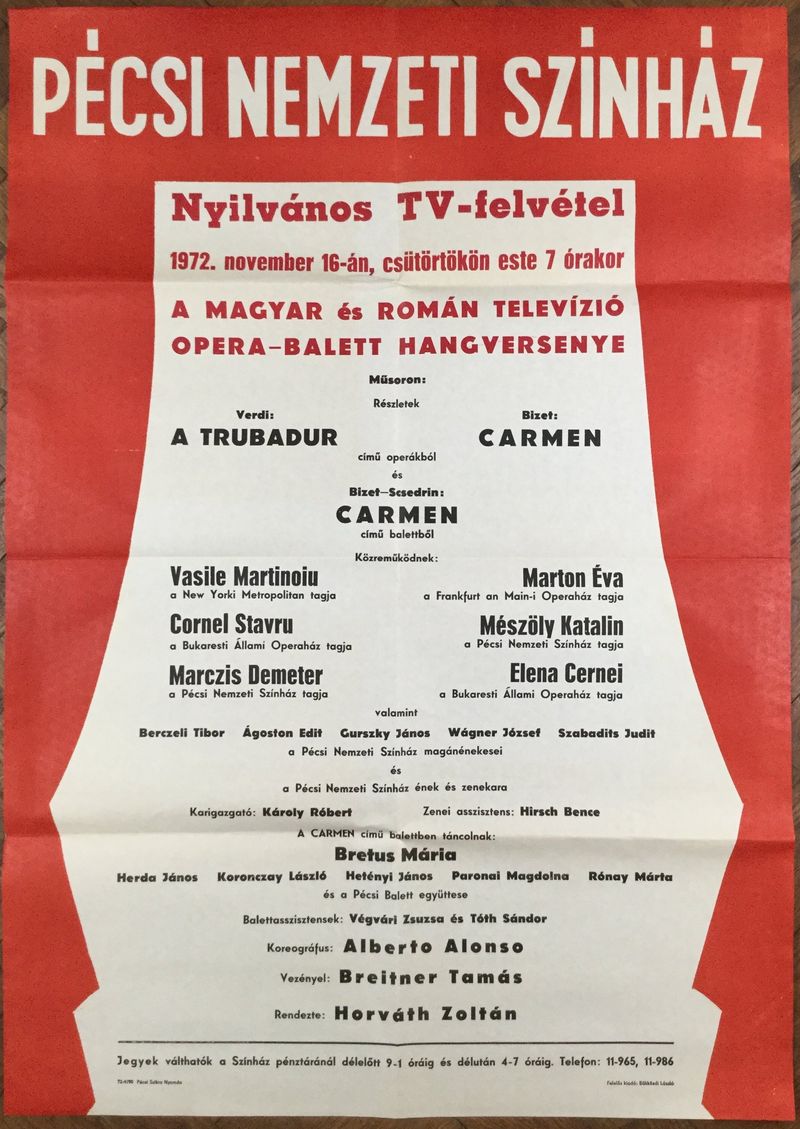 PÉCSI NEMZETI SZÍNHÁZ
Nyilvános TV-felvétel
1972. november 16-án, csütörtökön este 7 órakor
A MAGYAR és ROMÁN TELEVÍZIÓ
OPERA–BALETT HANGVERSENYE
Műsoron:
Részletek
Verdi: Bizet:
A TRUBADUR CARMEN
című operákból
és
Bizet–Scsedrin:
CARMEN
című balettből
Közreműködnek:
Vasile Martinoiu Marton Éva
a New Yorki Metropolitan tagja a Frankfurt an Main-i Operaház tagja
Cornel Stavru Mészöly Katalin
a Bukaresti Állami Operaház tagja a Pécsi Nemzeti Színház tagja
Marczis Demeter Elena Cernei
a Pécsi Nemzeti Színház tagja a Bukaresti Állami Operaház tagja
valamint
Berczeli Tibor Ágoston Edit Gurszky János Wágner József Szabadits Judit
a Pécsi Nemzeti Színház magánénekesei
és
a Pécsi Nemzeti Színház ének és zenekara
Karigazgató: Károly Róbert Zenei asszisztens: Hirsch Bence
A CARMEN című balettben táncolnak:
Bretus Mária
Herda János Koronczay László Hetényi János Paronai Magdolna Rónay Márta
és a Pécsi Balett együttese
Balettasszisztensek: Végvári Zsuzsa és Tóth Sándor
Koreográfus: Alberto Alonso
Vezényel: Breitner Tamás
Rendezte: Horváth Zoltán
Jegyek válthatók a Színház pénztáránál délelőtt 9-1 óráig és délután 4-7 óráig. Telefon: 11-965, 11-986
Pécsi Szikra Nyomda Felelős kiadó: Bükkösdi László